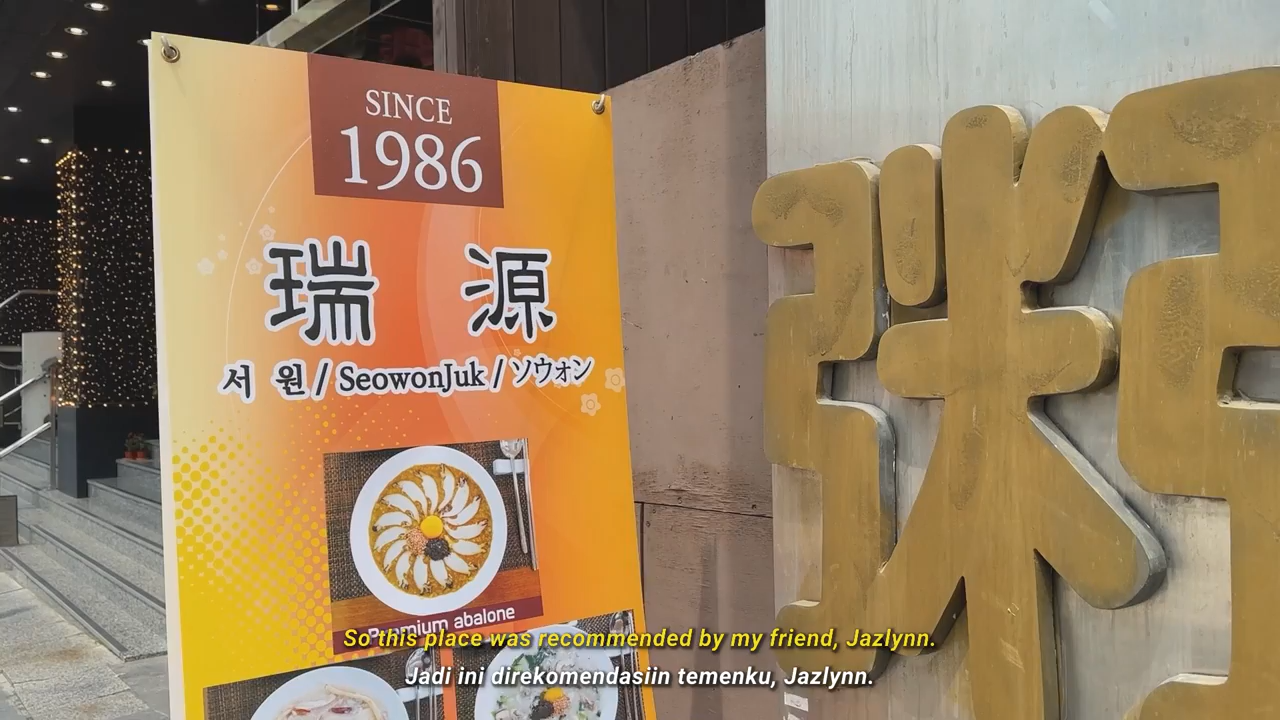 SINCE
1986
瑞 源
서 원 / SeowonJuk / ソウォン
Premium abalone
So this place was recommended by my friend, Jazlynn.
Jadi ini direkomendasiin temenku, Jazlynn.
粥